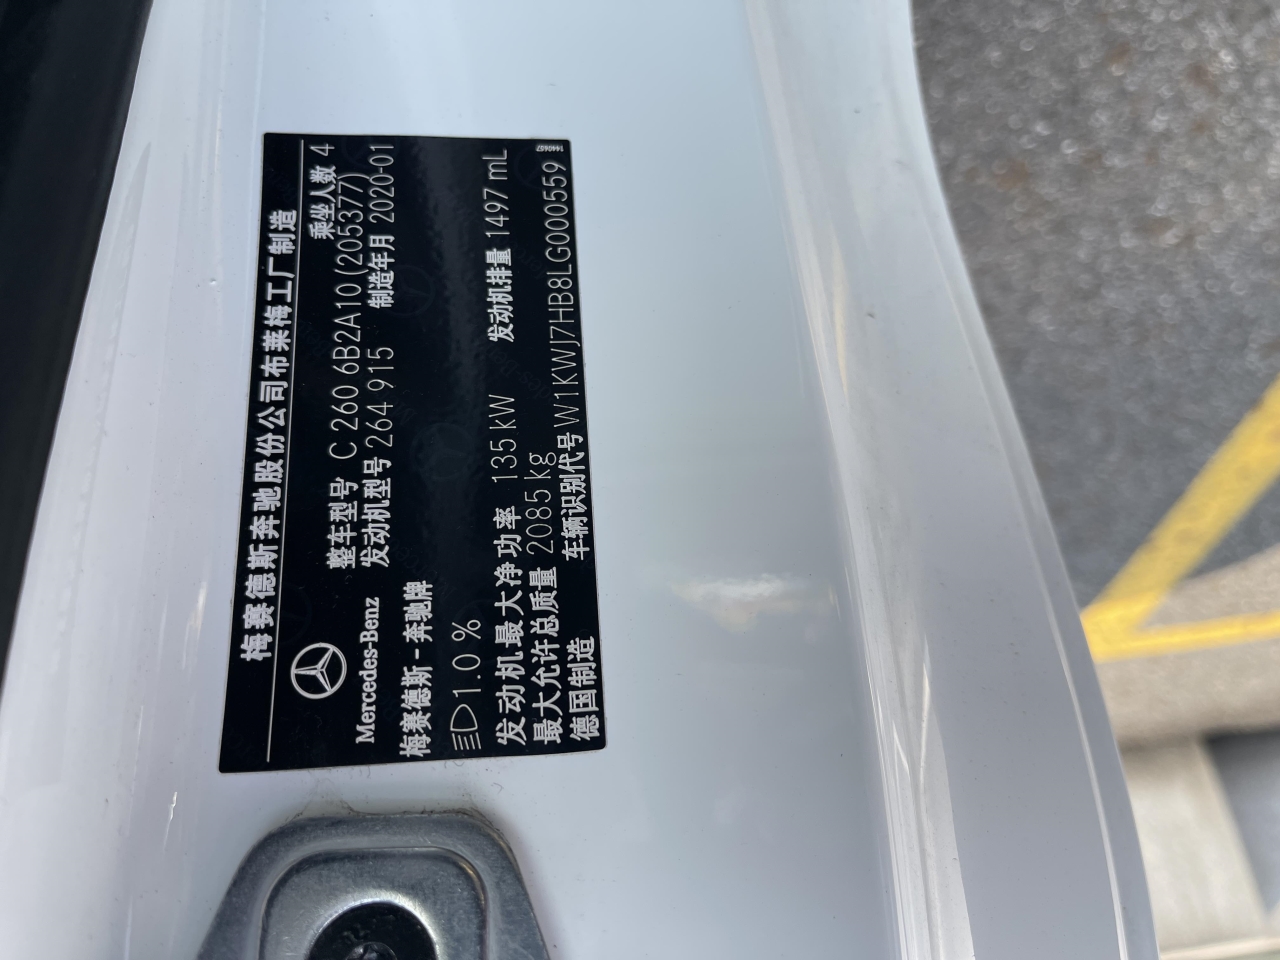 梅赛德斯奔驰股份公司布莱梅工厂制造
乘坐人数 4
整车型号 C 260 6B2A10(205377)
发动机型号 264 915 制造年月 2020-01
Mercedes-Benz
梅赛德斯-奔驰牌
1.0 %
发动机最大净功率 135 kW 发动机排量 1497 mL
最大允许总质量 2085 kg
德国制造 车辆识别代号 W1KWJ7HB8LG000559